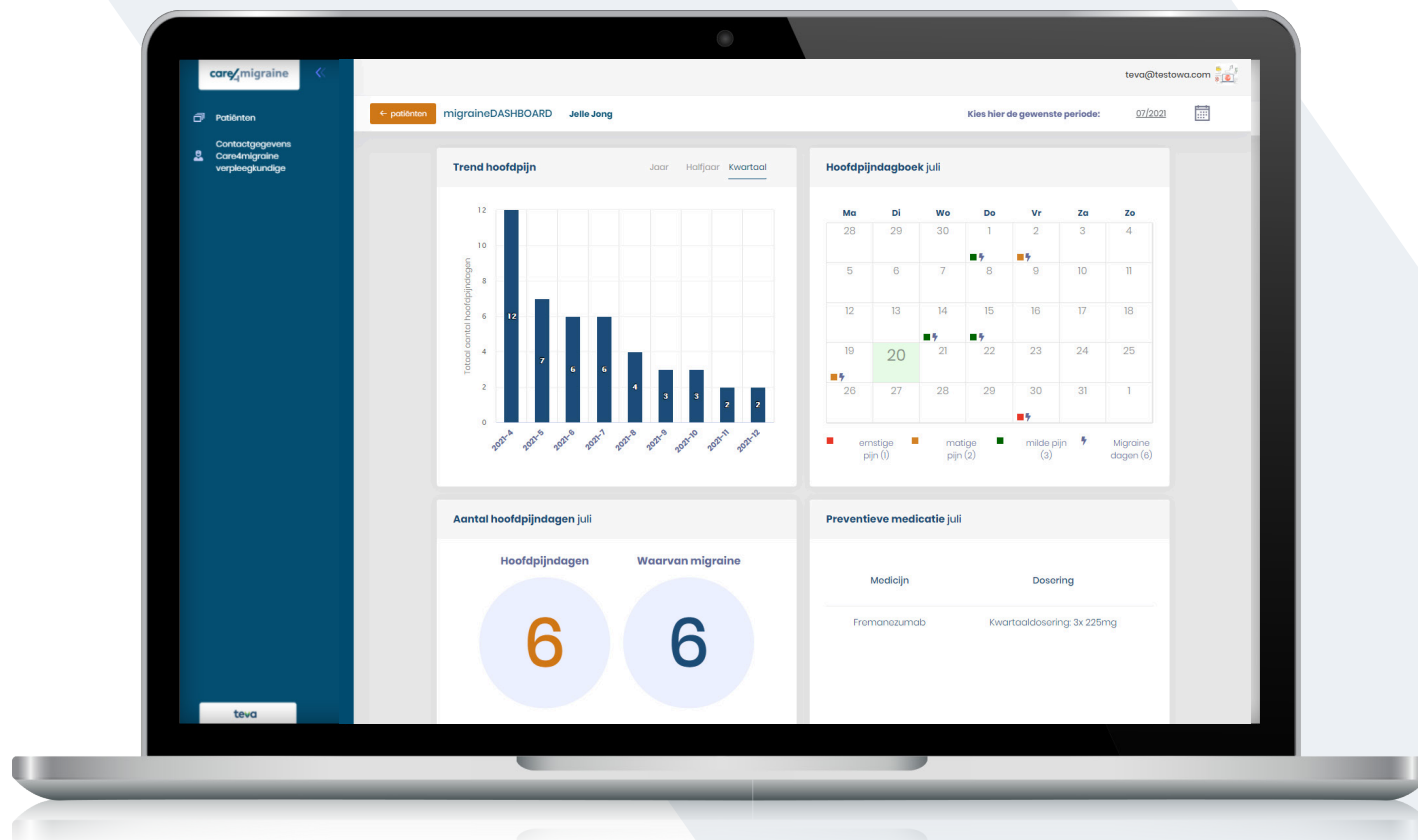 care4migraine
teva@testowa.com
Patiënten
Contactgegevens
Care4migraine
verpleegkundige
teva
← patiënten migraineDASHBOARD Jelle Jong
Kies hier de gewenste periode: 07/2021
Trend hoofdpijn
Jaar Halfjaar Kwartaal
Totaal aantal hoofdpijndagen
12
10
8
6
4
2
0
12 7 6 6 4 3 3 2 2
2021-4 2021-5 2021-6 2021-7 2021-8 2021-9 2021-10 2021-11 2021-12
Hoofdpijndagboek juli
Ma Di Wo Do Vr Za Zo
28 29 30 1 2 3 4
5 6 7 8 9 10 11
12 13 14 15 16 17 18
19 20 21 22 23 24 25
26 27 28 29 30 31 1
ernstige
pijn (1)
matige
pijn (2)
milde pijn
(3)
Migraine
dagen (6)
Aantal hoofdpijndagen juli
Hoofdpijndagen Waarvan migraine
6 6
Preventieve medicatie juli
Medicijn Dosering
Fremanezumab Kwartaaldosering: 3x 225mg